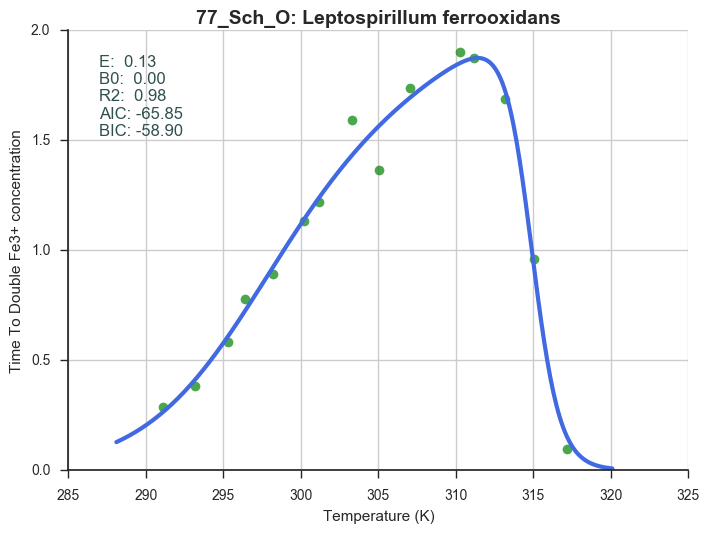 77_Sch_O: Leptospirillum ferrooxidans
2.0
E:  0.13
B0:  0.00
R2:  0.98
AIC: -65.85
BIC: -58.90
1.5
1.0
0.5
0.0
Time To Double Fe3+ concentration
285 290 295 300 305 310 315 320 325
Temperature (K)